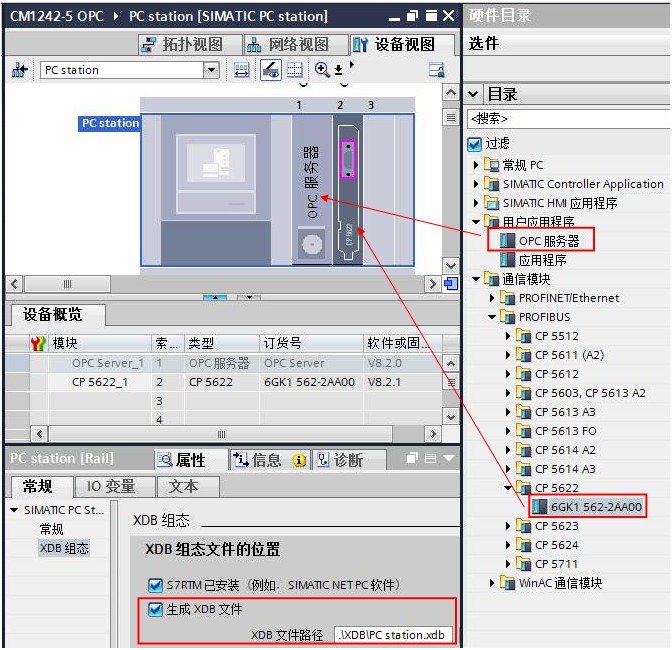 CM1242-5 OPC ▸ PC station [SIMATIC PC station]
拓扑视图
网络视图
设备视图
PC station
1 2 3
PC station
OPC 服务器
CP 5622
设备概览
模块 索... 类型 订货号 软件或固...
OPC Server_1 1 OPC 服务器 OPC Server V8.2.0
CP 5622_1 2 CP 5622 6GK1 562-2AA00 V8.2.1
3
4
PC station [Rail]
属性
信息
诊断
常规
IO 变量
文本
SIMATIC PC St...
常规
XDB 组态
XDB 组态
XDB 组态文件的位置
S7RTM 已安装（例如，SIMATIC NET PC 软件）
生成 XDB 文件
XDB 文件路径 .\XDB\PC station.xdb
硬件目录
选件
目录
<搜索>
过滤
常规 PC
SIMATIC Controller Application
SIMATIC HMI 应用程序
用户应用程序
OPC 服务器
应用程序
通信模块
PROFINET/Ethernet
PROFIBUS
CP 5512
CP 5611 (A2)
CP 5612
CP 5603, CP 5613 A2
CP 5613 A3
CP 5613 FO
CP 5614 A2
CP 5614 A3
CP 5622
6GK1 562-2AA00
CP 5623
CP 5624
CP 5711
WinAC 通信模块